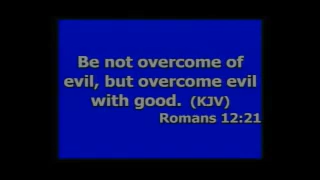 Be not overcome of
evil, but overcome evil
with good. (KJV)
Romans 12:21